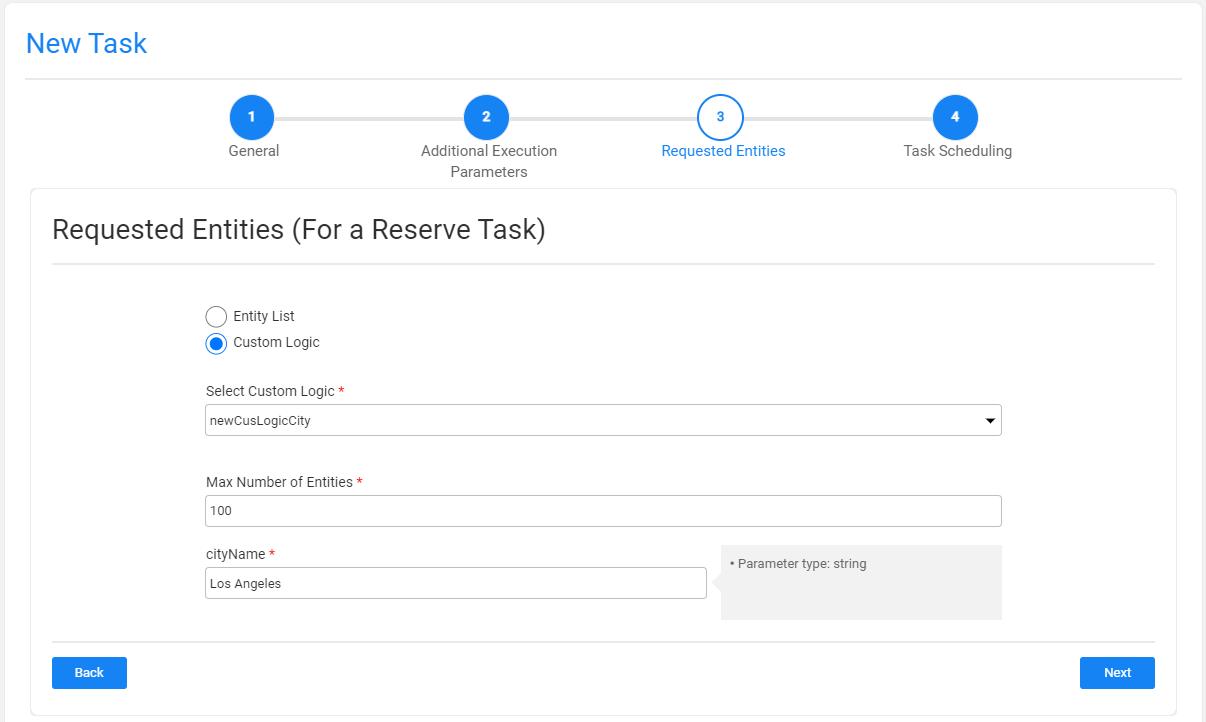 New Task
1
2
3
4
General
Additional Execution
Parameters
Requested Entities
Task Scheduling
Requested Entities (For a Reserve Task)
Entity List
Custom Logic
Select Custom Logic *
newCusLogicCity
Max Number of Entities *
100
cityName *
Los Angeles
• Parameter type: string
Back
Next